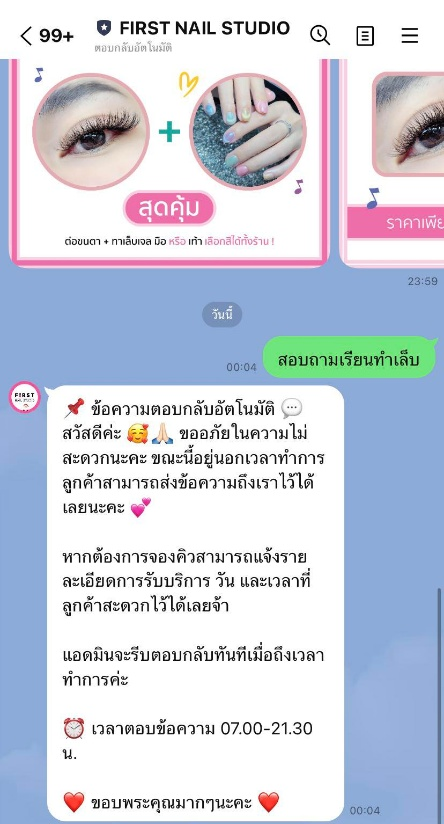 99+
FIRST NAIL STUDIO
ตอบกลับอัตโนมัติ
+
สุดคุ้ม
ต่อขนตา + ทาเล็บเจล มือ หรือ เท้า เลือกสีได้ทั้งร้าน !
ราคาเพีย
23:59
วันนี้
สอบถามเรียนทำเล็บ
00:04
FIRST
📌 ข้อความตอบกลับอัตโนมัติ 💬
สวัสดีค่ะ 🥰🙏🏻 ขออภัยในความไม่
สะดวกนะคะ ขณะนี้อยู่นอกเวลาทำการ
ลูกค้าสามารถส่งข้อความถึงเราไว้ได้
เลยนะคะ 💕
หากต้องการจองคิวสามารถแจ้งราย
ละเอียดการรับบริการ วัน และเวลาที่
ลูกค้าสะดวกไว้ได้เลยจ้า
แอดมินจะรีบตอบกลับทันทีเมื่อถึงเวลา
ทำการค่ะ
⏰ เวลาตอบข้อความ 07.00-21.30
น.
❤️ ขอบพระคุณมากๆนะคะ ❤️
00:04